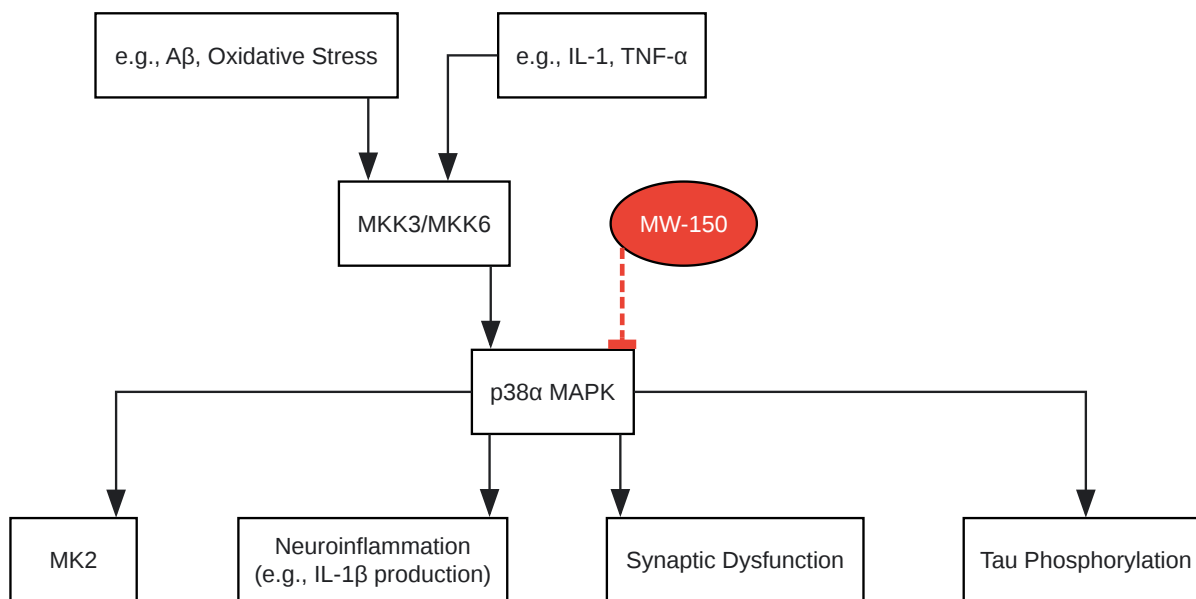 e.g., Aβ, Oxidative Stress
e.g., IL-1, TNF-α
MKK3/MKK6
MW-150
p38α MAPK
MK2
Neuroinflammation
(e.g., IL-1β production)
Synaptic Dysfunction
Tau Phosphorylation